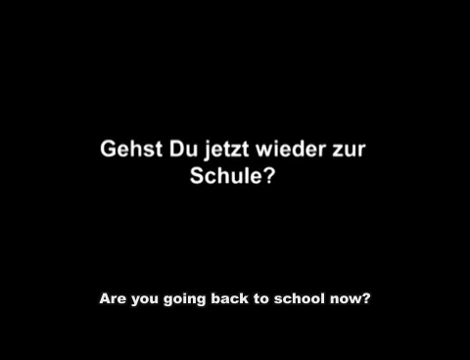 Gehst Du jetzt wieder zur
Schule?
Are you going back to school now?